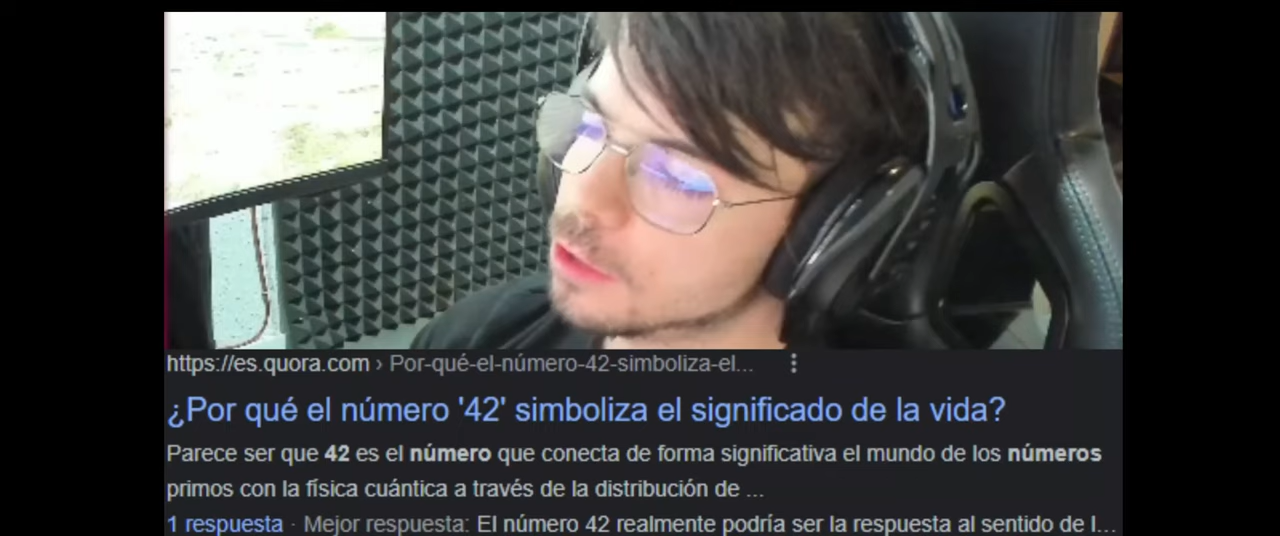 https://es.quora.com › Por-qué-el-número-42-simboliza-el...
¿Por qué el número '42' simboliza el significado de la vida?
Parece ser que 42 es el número que conecta de forma significativa el mundo de los números
primos con la física cuántica a través de la distribución de ...
1 respuesta · Mejor respuesta: El número 42 realmente podría ser la respuesta al sentido de l...